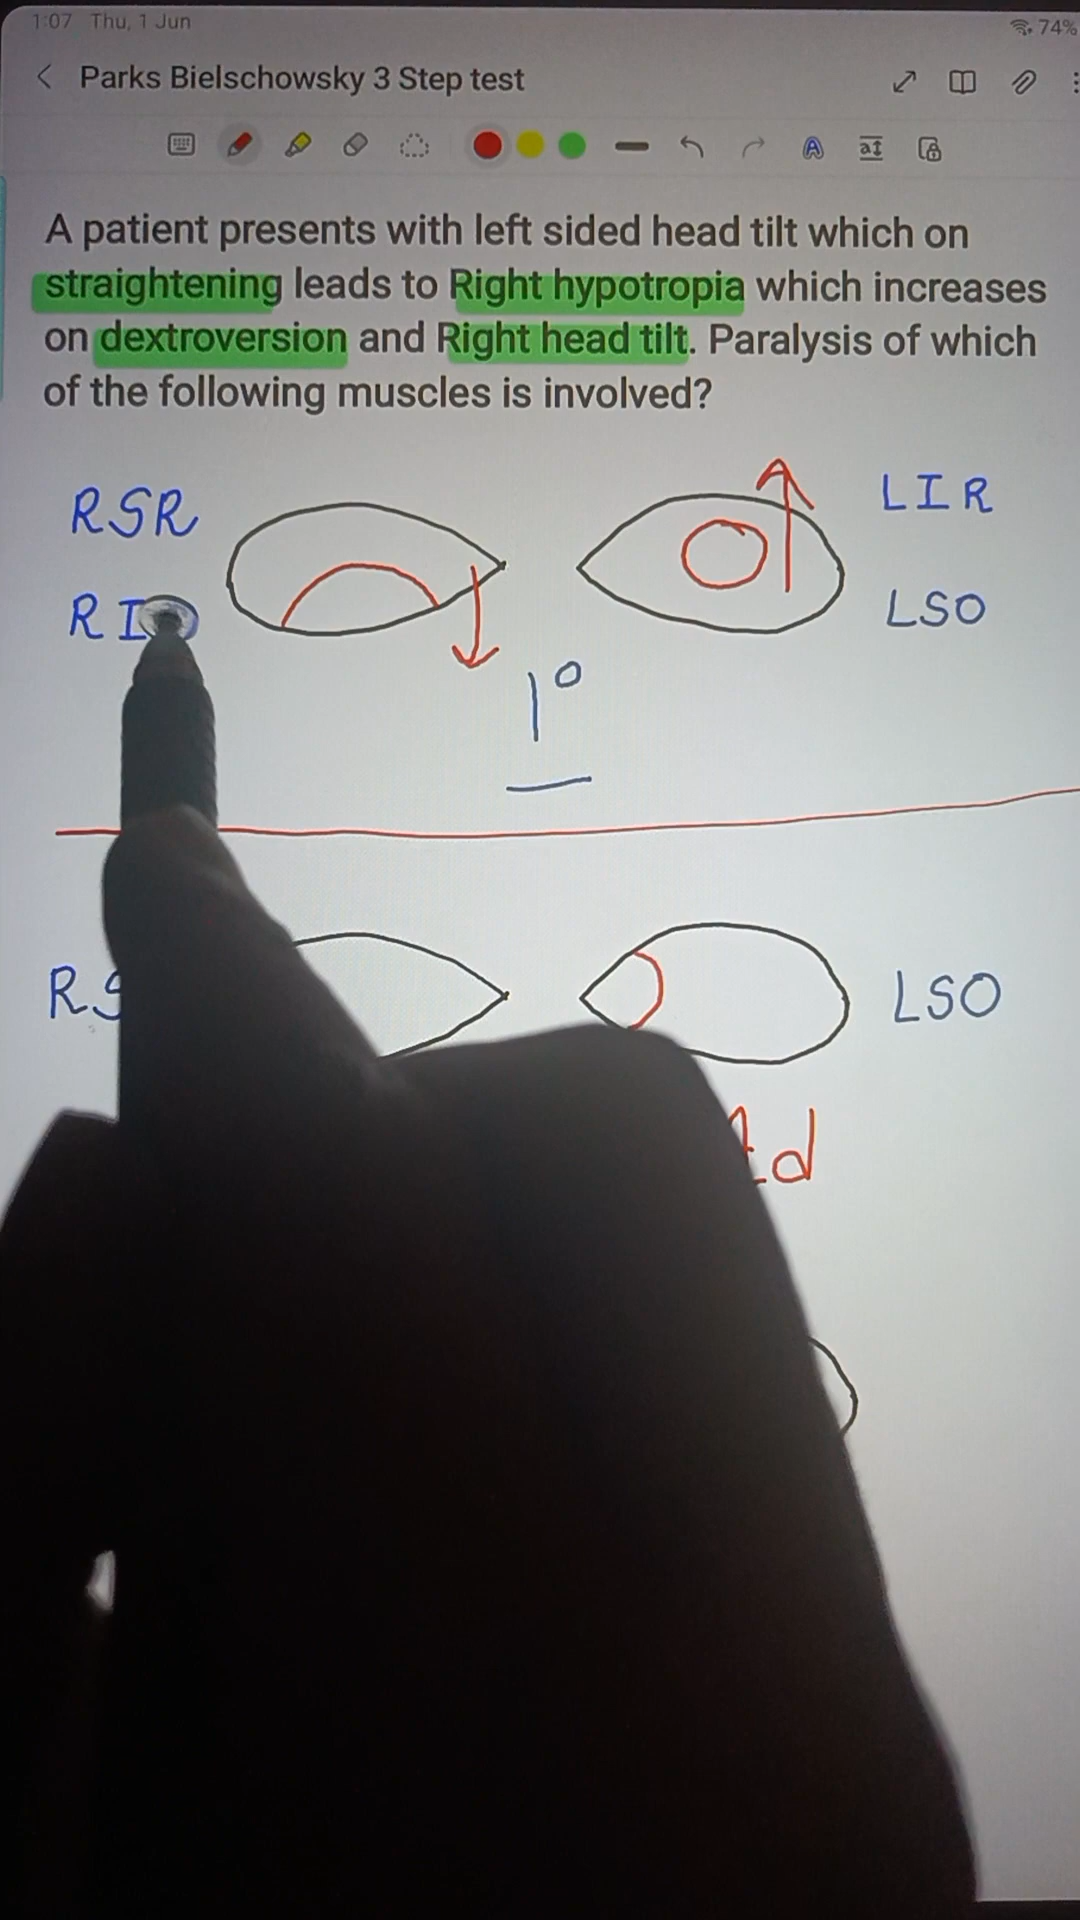 1:07 Thu, 1 Jun
74%
Parks Bielschowsky 3 Step test
A patient presents with left sided head tilt which on
straightening leads to Right hypotropia which increases
on dextroversion and Right head tilt. Paralysis of which
of the following muscles is involved?
RSR
LIR
RI
LSO
1°
RS
LSO
d